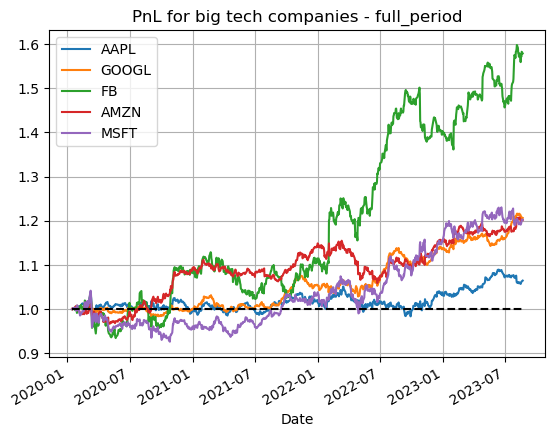 PnL for big tech companies - full_period
AAPL
GOOGL
FB
AMZN
MSFT
1.6
1.5
1.4
1.3
1.2
1.1
1.0
0.9
2020-01
2020-07
2021-01
2021-07
2022-01
2022-07
2023-01
2023-07
Date